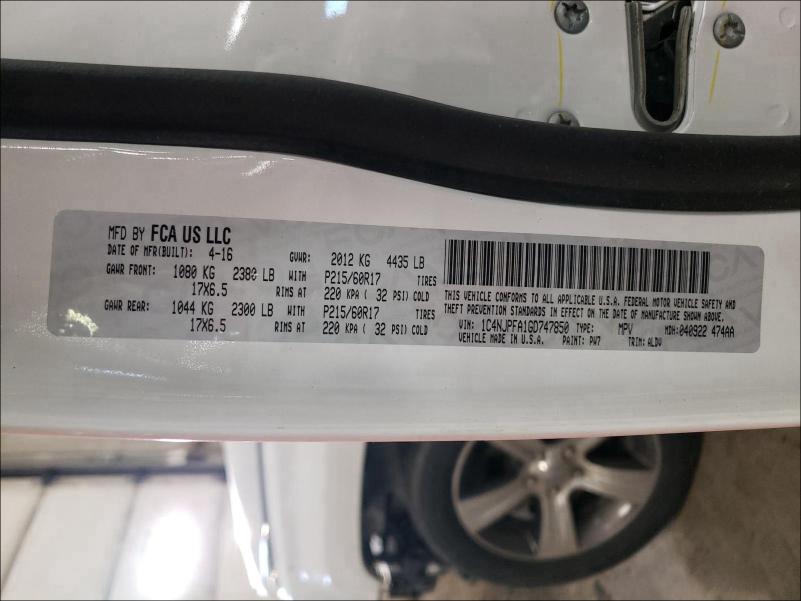 MFD BY FCA US LLC
DATE OF MFR(BUILT): 4-16 GVWR: 2012 KG 4435 LB
GAWR FRONT: 1080 KG 2380 LB WITH P215/60R17 TIRES
17X6.5 RIMS AT 220 KPA ( 32 PSI) COLD
GAWR REAR: 1044 KG 2300 LB WITH P215/60R17 TIRES
17X6.5 RIMS AT 220 KPA ( 32 PSI) COLD
THIS VEHICLE CONFORMS TO ALL APPLICABLE U.S.A. FEDERAL MOTOR VEHICLE SAFETY AND
THEFT PREVENTION STANDARDS IN EFFECT ON THE DATE OF MANUFACTURE SHOWN ABOVE.
VIN: 1C4NJPFA1GD747850 TYPE: MPV MDH: 040922 474AA
VEHICLE MADE IN U.S.A. PAINT: PW7 TRIM: ALDV